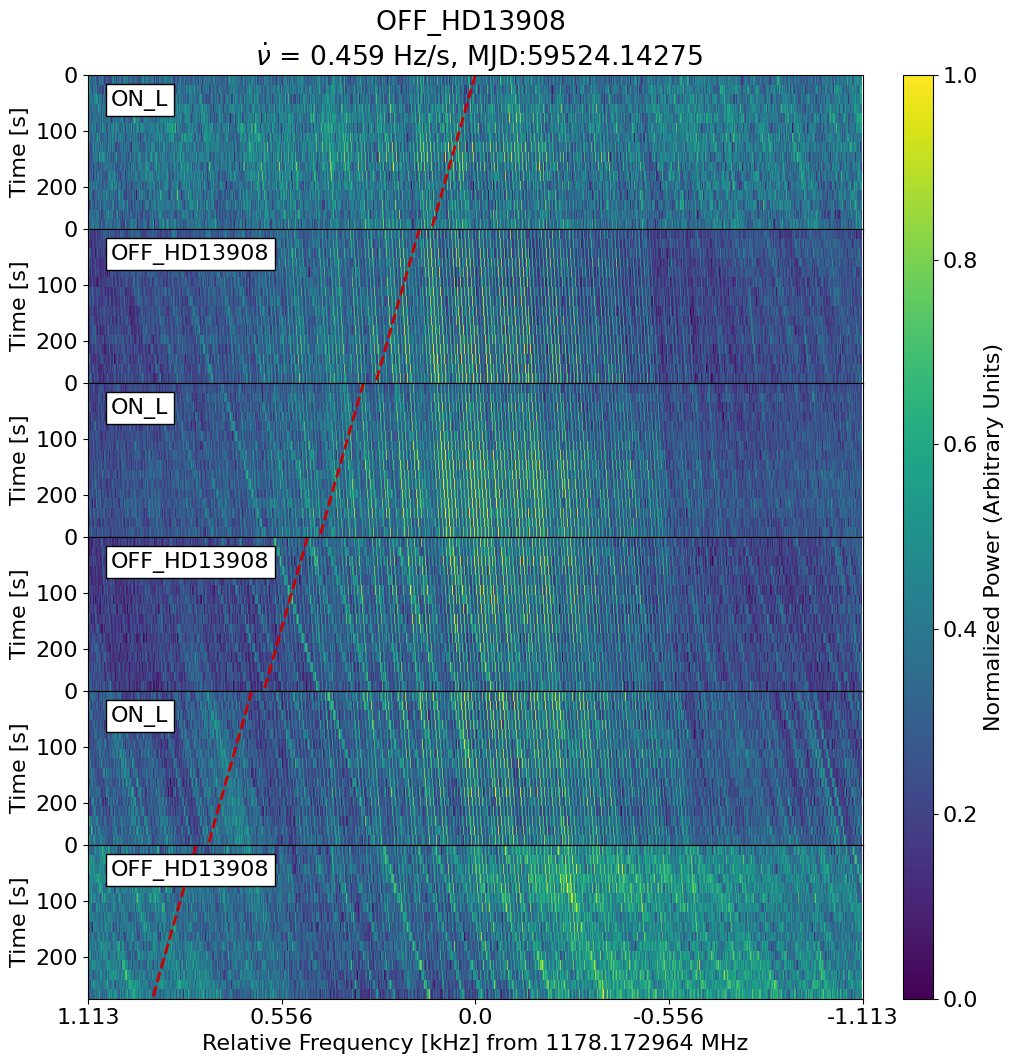 OFF_HD13908
ν̇ = 0.459 Hz/s, MJD:59524.14275
ON_L
OFF_HD13908
ON_L
OFF_HD13908
ON_L
OFF_HD13908
0
100
200
0
100
200
0
100
200
0
100
200
0
100
200
0
100
200
Time [s]
Time [s]
Time [s]
Time [s]
Time [s]
Time [s]
1.113 0.556 0.0 -0.556 -1.113
Relative Frequency [kHz] from 1178.172964 MHz
1.0
0.8
0.6
0.4
0.2
0.0
Normalized Power (Arbitrary Units)